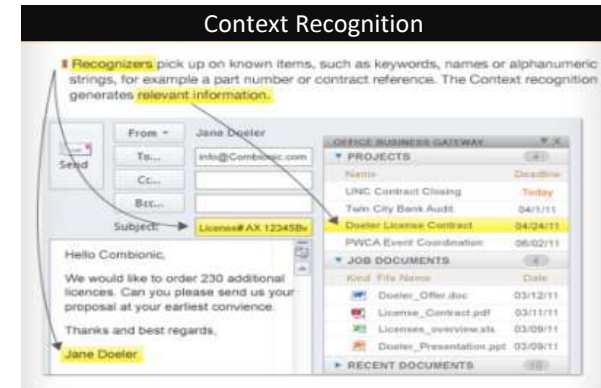 Context Recognition
Recognizers pick up on known items, such as keywords, names or alphanumeric
strings, for example a part number or contract reference. The Context recognition
generates relevant information.
Send
From
Jane Doeler
To...
info@Combionic.com
Cc...
Bcc...
Subject:
License# AX 12345Bv
Hello Combionic,
We would like to order 230 additional
licences. Can you please send us your
proposal at your earliest convience.
Thanks and best regards,
Jane Doeler
OFFICE BUSINESS GATEWAY
PROJECTS
Name Deadline
UNC Contract Closing Today
Twin City Bank Audit 04/1/11
Doeler License Contract 04/24/11
PWCA Event Coordination 06/02/11
JOB DOCUMENTS
Kind File Name Date
Doeler_Offer.doc 03/12/11
License_Contract.pdf 03/11/11
Licenses_overview.xls 03/09/11
Doeler_Presentation.ppt 03/09/11
RECENT DOCUMENTS